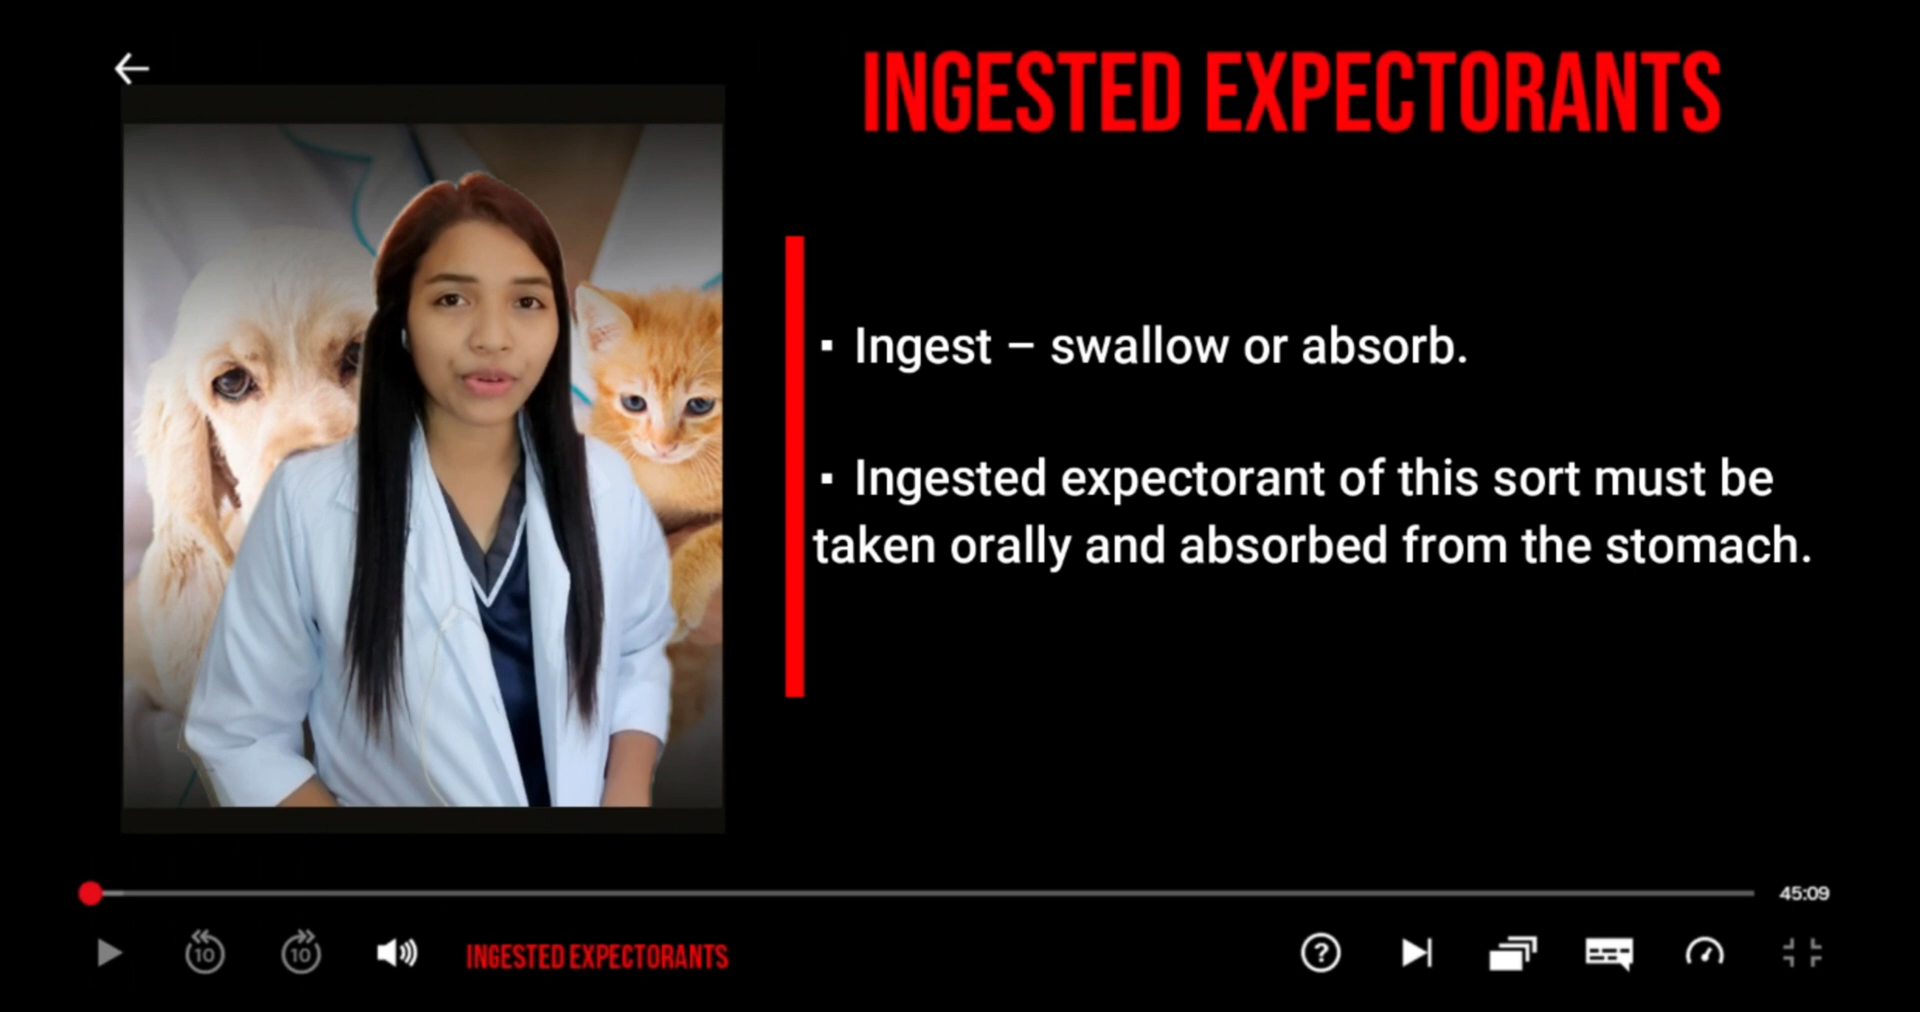 INGESTED EXPECTORANTS
▪ Ingest – swallow or absorb.
▪ Ingested expectorant of this sort must be
taken orally and absorbed from the stomach.
45:09
10
10
INGESTED EXPECTORANTS
?